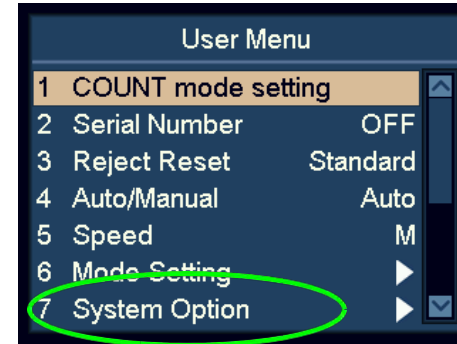 User Menu
1 COUNT mode setting
2 Serial Number OFF
3 Reject Reset Standard
4 Auto/Manual Auto
5 Speed M
6 Mode Setting
7 System Option